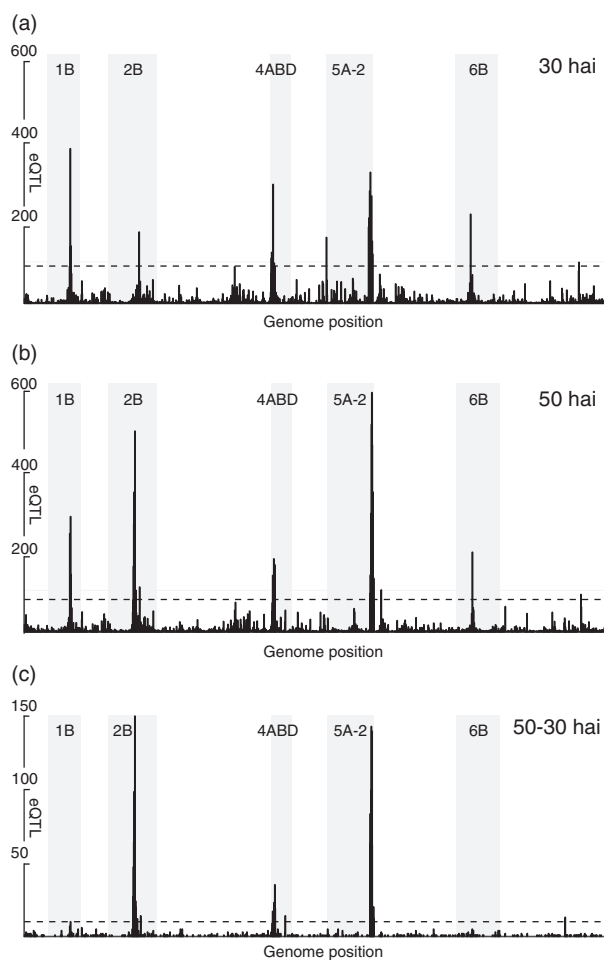 (a)
600
1B
2B
4ABD
5A-2
6B
30 hai
400
eQTL
200
Genome position
(b)
600
1B
2B
4ABD
5A-2
6B
50 hai
400
eQTL
200
Genome position
(c)
150
1B
2B
4ABD
5A-2
6B
50-30 hai
100
eQTL
50
Genome position